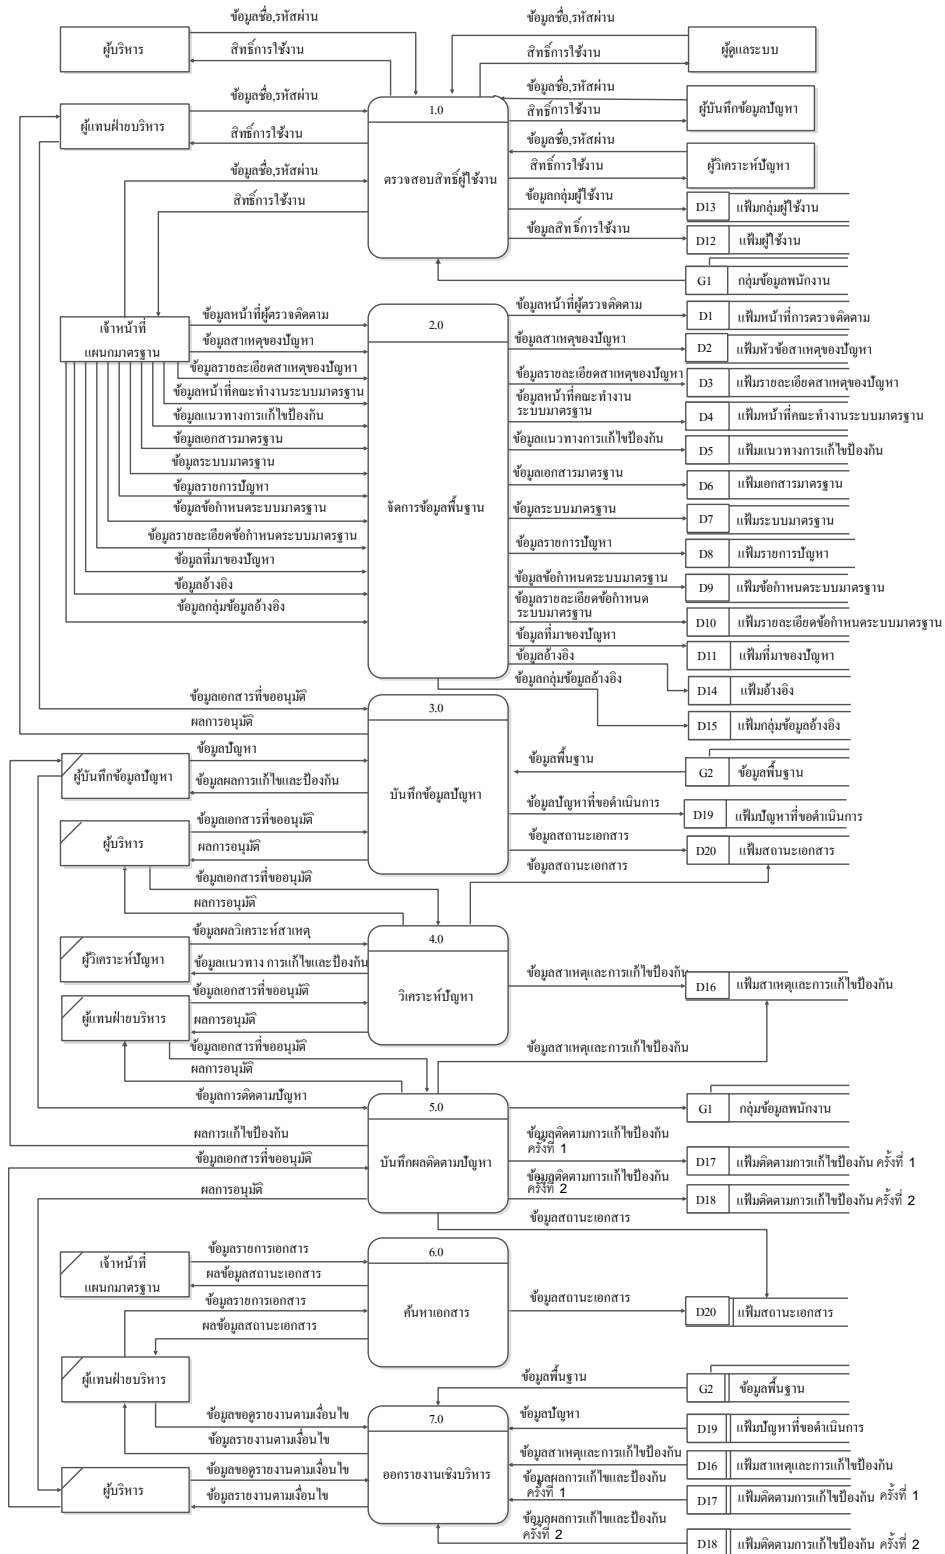 ข้อมูลชื่อ,รหัสผ่าน
ข้อมูลชื่อ,รหัสผ่าน
ผู้บริหาร
สิทธิ์การใช้งาน
สิทธิ์การใช้งาน
ผู้ดูแลระบบ
ผู้แทนฝ่ายบริหาร
ข้อมูลชื่อ,รหัสผ่าน
สิทธิ์การใช้งาน
1.0
ตรวจสอบสิทธิ์ผู้ใช้งาน
ข้อมูลชื่อ,รหัสผ่าน
สิทธิ์การใช้งาน
ผู้บันทึกข้อมูลปัญหา
ข้อมูลชื่อ,รหัสผ่าน
สิทธิ์การใช้งาน
ผู้วิเคราะห์ปัญหา
ข้อมูลชื่อ,รหัสผ่าน
สิทธิ์การใช้งาน
ข้อมูลกลุ่มผู้ใช้งาน
D13 แฟ้มกลุ่มผู้ใช้งาน
ข้อมูลสิทธิ์การใช้งาน
D12 แฟ้มผู้ใช้งาน
G1 กลุ่มข้อมูลพนักงาน
เจ้าหน้าที่
แผนกมาตรฐาน
ข้อมูลหน้าที่ผู้ตรวจติดตาม
ข้อมูลสาเหตุของปัญหา
ข้อมูลรายละเอียดสาเหตุของปัญหา
ข้อมูลหน้าที่คณะทำงานระบบมาตรฐาน
ข้อมูลแนวทางการแก้ไขป้องกัน
ข้อมูลเอกสารมาตรฐาน
ข้อมูลระบบมาตรฐาน
ข้อมูลรายการปัญหา
ข้อมูลข้อกำหนดระบบมาตรฐาน
ข้อมูลรายละเอียดข้อกำหนดระบบมาตรฐาน
ข้อมูลที่มาของปัญหา
ข้อมูลอ้างอิง
ข้อมูลกลุ่มข้อมูลอ้างอิง
2.0
จัดการข้อมูลพื้นฐาน
ข้อมูลหน้าที่ผู้ตรวจติดตาม
D1 แฟ้มหน้าที่การตรวจติดตาม
ข้อมูลสาเหตุของปัญหา
D2 แฟ้มหัวข้อสาเหตุของปัญหา
ข้อมูลรายละเอียดสาเหตุของปัญหา
D3 แฟ้มรายละเอียดสาเหตุของปัญหา
ข้อมูลหน้าที่คณะทำงาน
ระบบมาตรฐาน
D4 แฟ้มหน้าที่คณะทำงานระบบมาตรฐาน
ข้อมูลแนวทางการแก้ไขป้องกัน
D5 แฟ้มแนวทางการแก้ไขป้องกัน
ข้อมูลเอกสารมาตรฐาน
D6 แฟ้มเอกสารมาตรฐาน
ข้อมูลระบบมาตรฐาน
D7 แฟ้มระบบมาตรฐาน
ข้อมูลรายการปัญหา
D8 แฟ้มรายการปัญหา
ข้อมูลข้อกำหนดระบบมาตรฐาน
D9 แฟ้มข้อกำหนดระบบมาตรฐาน
ข้อมูลรายละเอียดข้อกำหนด
ระบบมาตรฐาน
D10 แฟ้มรายละเอียดข้อกำหนดระบบมาตรฐาน
ข้อมูลที่มาของปัญหา
D11 แฟ้มที่มาของปัญหา
ข้อมูลอ้างอิง
D14 แฟ้มอ้างอิง
ข้อมูลกลุ่มข้อมูลอ้างอิง
D15 แฟ้มกลุ่มข้อมูลอ้างอิง
ข้อมูลเอกสารที่ขออนุมัติ
ผลการอนุมัติ
3.0
บันทึกข้อมูลปัญหา
ผู้บันทึกข้อมูลปัญหา
ข้อมูลปัญหา
ข้อมูลผลการแก้ไขและป้องกัน
ข้อมูลพื้นฐาน
G2 ข้อมูลพื้นฐาน
ข้อมูลปัญหาที่ขอดำเนินการ
D19 แฟ้มปัญหาที่ขอดำเนินการ
ผู้บริหาร
ข้อมูลเอกสารที่ขออนุมัติ
ผลการอนุมัติ
ข้อมูลสถานะเอกสาร
D20 แฟ้มสถานะเอกสาร
ข้อมูลสถานะเอกสาร
ข้อมูลเอกสารที่ขออนุมัติ
ผลการอนุมัติ
4.0
วิเคราะห์ปัญหา
ผู้วิเคราะห์ปัญหา
ข้อมูลผลวิเคราะห์สาเหตุ
ข้อมูลแนวทาง การแก้ไขและป้องกัน
ข้อมูลสาเหตุและการแก้ไขป้องกัน
D16 แฟ้มสาเหตุและการแก้ไขป้องกัน
ผู้แทนฝ่ายบริหาร
ข้อมูลเอกสารที่ขออนุมัติ
ผลการอนุมัติ
ข้อมูลเอกสารที่ขออนุมัติ
ผลการอนุมัติ
ข้อมูลสาเหตุและการแก้ไขป้องกัน
ข้อมูลการติดตามปัญหา
5.0
บันทึกผลติดตามปัญหา
G1 กลุ่มข้อมูลพนักงาน
ผลการแก้ไขป้องกัน
ข้อมูลติดตามการแก้ไขป้องกัน
ครั้งที่ 1
D17 แฟ้มติดตามการแก้ไขป้องกัน ครั้งที่ 1
ข้อมูลเอกสารที่ขออนุมัติ
ข้อมูลติดตามการแก้ไขป้องกัน
ครั้งที่ 2
D18 แฟ้มติดตามการแก้ไขป้องกัน ครั้งที่ 2
ผลการอนุมัติ
ข้อมูลสถานะเอกสาร
เจ้าหน้าที่
แผนกมาตรฐาน
ข้อมูลรายการเอกสาร
ผลข้อมูลสถานะเอกสาร
ข้อมูลรายการเอกสาร
ผลข้อมูลสถานะเอกสาร
6.0
ค้นหาเอกสาร
ข้อมูลสถานะเอกสาร
D20 แฟ้มสถานะเอกสาร
ผู้แทนฝ่ายบริหาร
ข้อมูลพื้นฐาน
G2 ข้อมูลพื้นฐาน
ข้อมูลขอดูรายงานตามเงื่อนไข
ข้อมูลรายงานตามเงื่อนไข
7.0
ออกรายงานเชิงบริหาร
ข้อมูลปัญหา
D19 แฟ้มปัญหาที่ขอดำเนินการ
ผู้บริหาร
ข้อมูลขอดูรายงานตามเงื่อนไข
ข้อมูลรายงานตามเงื่อนไข
ข้อมูลสาเหตุและการแก้ไขป้องกัน
D16 แฟ้มสาเหตุและการแก้ไขป้องกัน
ข้อมูลผลการแก้ไขและป้องกัน
ครั้งที่ 1
D17 แฟ้มติดตามการแก้ไขป้องกัน ครั้งที่ 1
ข้อมูลผลการแก้ไขและป้องกัน
ครั้งที่ 2
D18 แฟ้มติดตามการแก้ไขป้องกัน ครั้งที่ 2